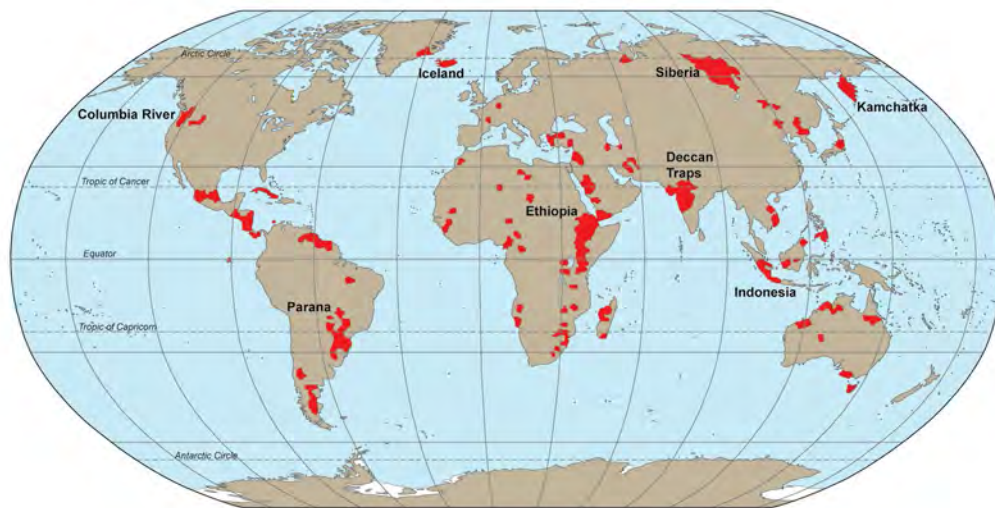 Arctic Circle
Iceland
Siberia
Kamchatka
Columbia River
Deccan
Traps
Tropic of Cancer
Ethiopia
Equator
Indonesia
Parana
Tropic of Capricorn
Antarctic Circle